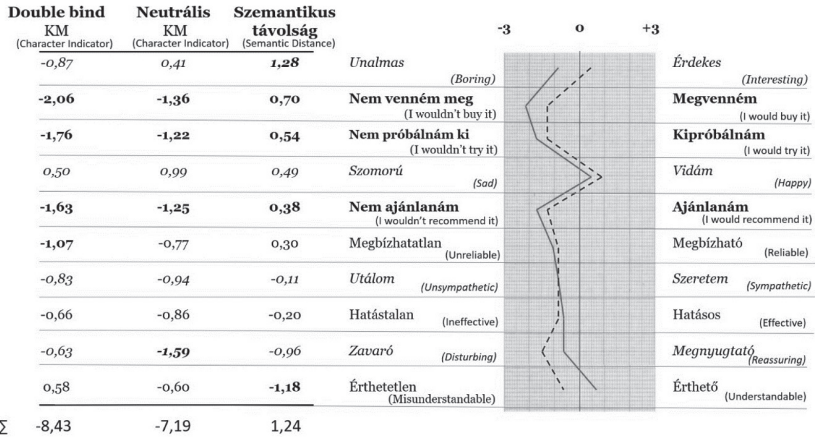 Double bind Neutrális Szemantikus
KM KM távolság
(Character Indicator) (Character Indicator) (Semantic Distance)
-3 0 +3
-0,87 0,41 1,28 Unalmas Érdekes
(Boring) (Interesting)
-2,06 -1,36 0,70 Nem venném meg Megvenném
(I wouldn't buy it) (I would buy it)
-1,76 -1,22 0,54 Nem próbálnám ki Kipróbálnám
(I wouldn't try it) (I would try it)
0,50 0,99 0,49 Szomorú Vidám
(Sad) (Happy)
-1,63 -1,25 0,38 Nem ajánlanám Ajánlanám
(I wouldn't recommend it) (I would recommend it)
-1,07 -0,77 0,30 Megbízhatatlan Megbízható
(Unreliable) (Reliable)
-0,83 -0,94 -0,11 Utálom Szeretem
(Unsympathetic) (Sympathetic)
-0,66 -0,86 -0,20 Hatástalan Hatásos
(Ineffective) (Effective)
-0,63 -1,59 -0,96 Zavaró Megnyugtató
(Disturbing) (Reassuring)
0,58 -0,60 -1,18 Érthetetlen Érthető
(Misunderstandable) (Understandable)
Σ -8,43 -7,19 1,24